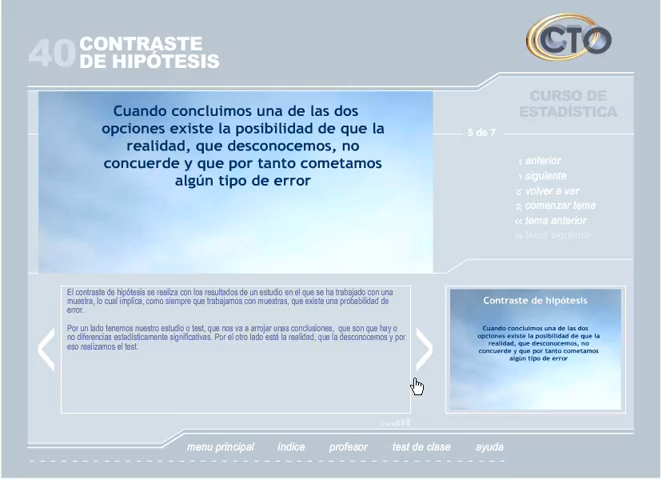 40
CONTRASTE
DE HIPÓTESIS
CTO
CURSO DE
ESTADÍSTICA
Cuando concluimos una de las dos
opciones existe la posibilidad de que la
realidad, que desconocemos, no
concuerde y que por tanto cometamos
algún tipo de error
5 de 7
‹ anterior
› siguiente
volver a ver
comenzar tema
‹‹ tema anterior
›› tema siguiente
El contraste de hipótesis se realiza con los resultados de un estudio en el que se ha trabajado con una
muestra, lo cual implica, como siempre que trabajamos con muestras, que existe una probabilidad de
error.
Por un lado tenemos nuestro estudio o test, que nos va a arrojar unas conclusiones, que son que hay o
no diferencias estadísticamente significativas. Por el otro lado está la realidad, que la desconocemos y por
eso realizamos el test.
Contraste de hipótesis
Cuando concluimos una de las dos
opciones existe la posibilidad de que la
realidad, que desconocemos, no
concuerde y que por tanto cometamos
algún tipo de error
menu principal índice profesor test de clase ayuda